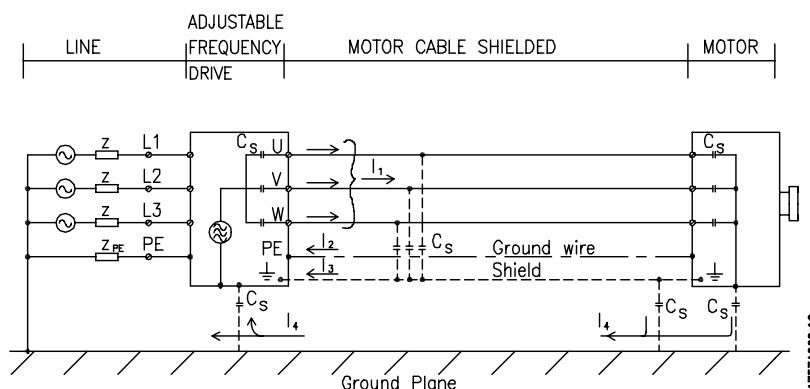 ADJUSTABLE
LINE FREQUENCY MOTOR CABLE SHIELDED MOTOR
DRIVE
Z L1 CS U CS
I1
Z L2 V
Z L3 W
ZPE PE PE I2 CS Ground wire
I3 Shield
CS CS CS
I4 I4
Ground Plane